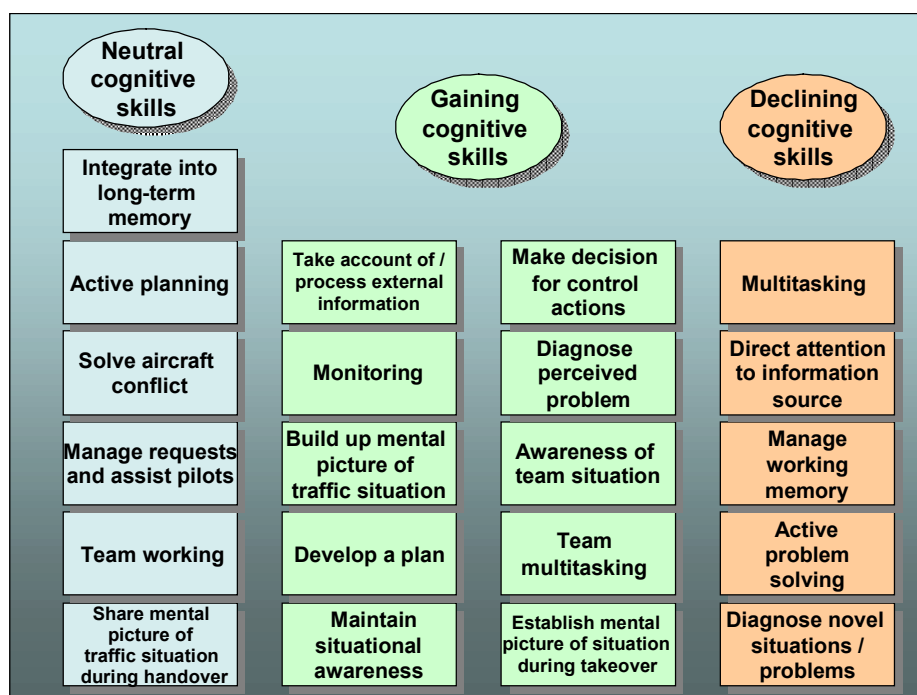 Neutral
cognitive
skills
Integrate into
long-term
memory
Active planning
Solve aircraft
conflict
Manage requests
and assist pilots
Team working
Share mental
picture of
traffic situation
during handover
Gaining
cognitive
skills
Take account of /
process external
information
Monitoring
Build up mental
picture of
traffic situation
Develop a plan
Maintain
situational
awareness
Make decision
for control
actions
Diagnose
perceived
problem
Awareness of
team situation
Team
multitasking
Establish mental
picture of situation
during takeover
Declining
cognitive
skills
Multitasking
Direct attention
to information
source
Manage
working
memory
Active
problem
solving
Diagnose novel
situations /
problems